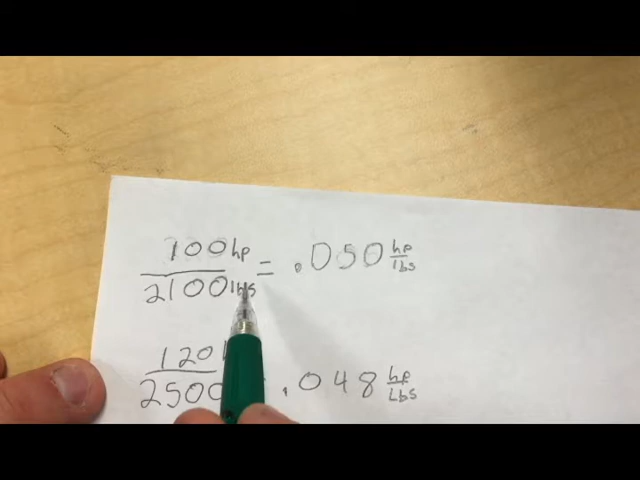 100hp
2100lbs
= .050 hp/lbs
120
2500
.048 hp/Lbs